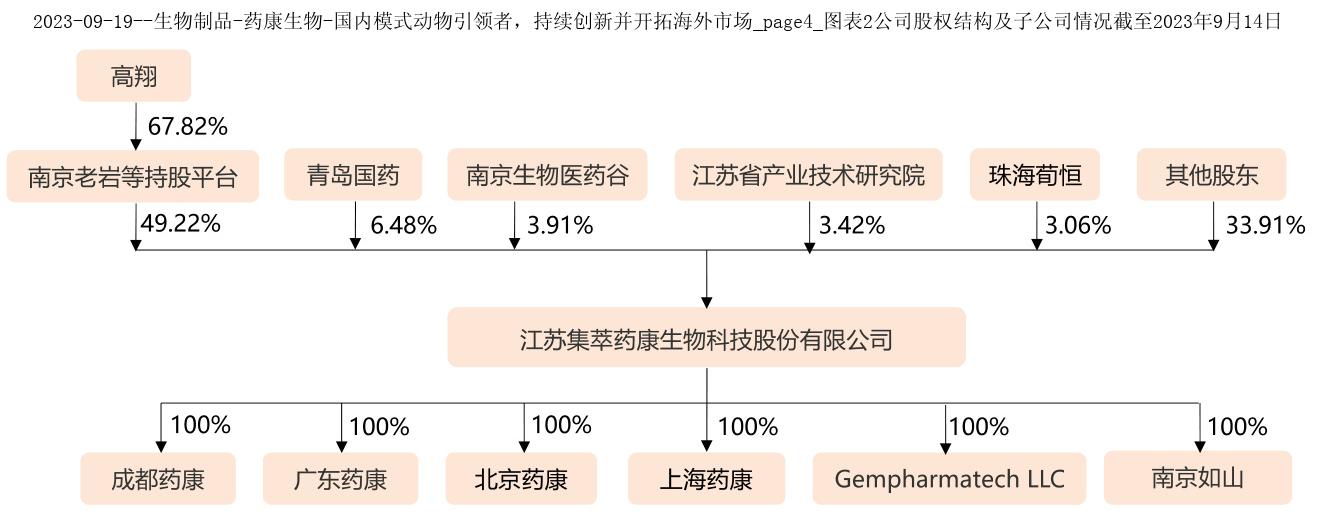 2023-09-19--生物制品-药康生物-国内模式动物引领者，持续创新并开拓海外市场_page4_图表2公司股权结构及子公司情况截至2023年9月14日
高翔
67.82%
南京老岩等持股平台
青岛国药
南京生物医药谷
江苏省产业技术研究院
珠海荀恒
其他股东
49.22%
6.48%
3.91%
3.42%
3.06%
33.91%
江苏集萃药康生物科技股份有限公司
100%
100%
100%
100%
100%
100%
成都药康
广东药康
北京药康
上海药康
Gempharmatech LLC
南京如山